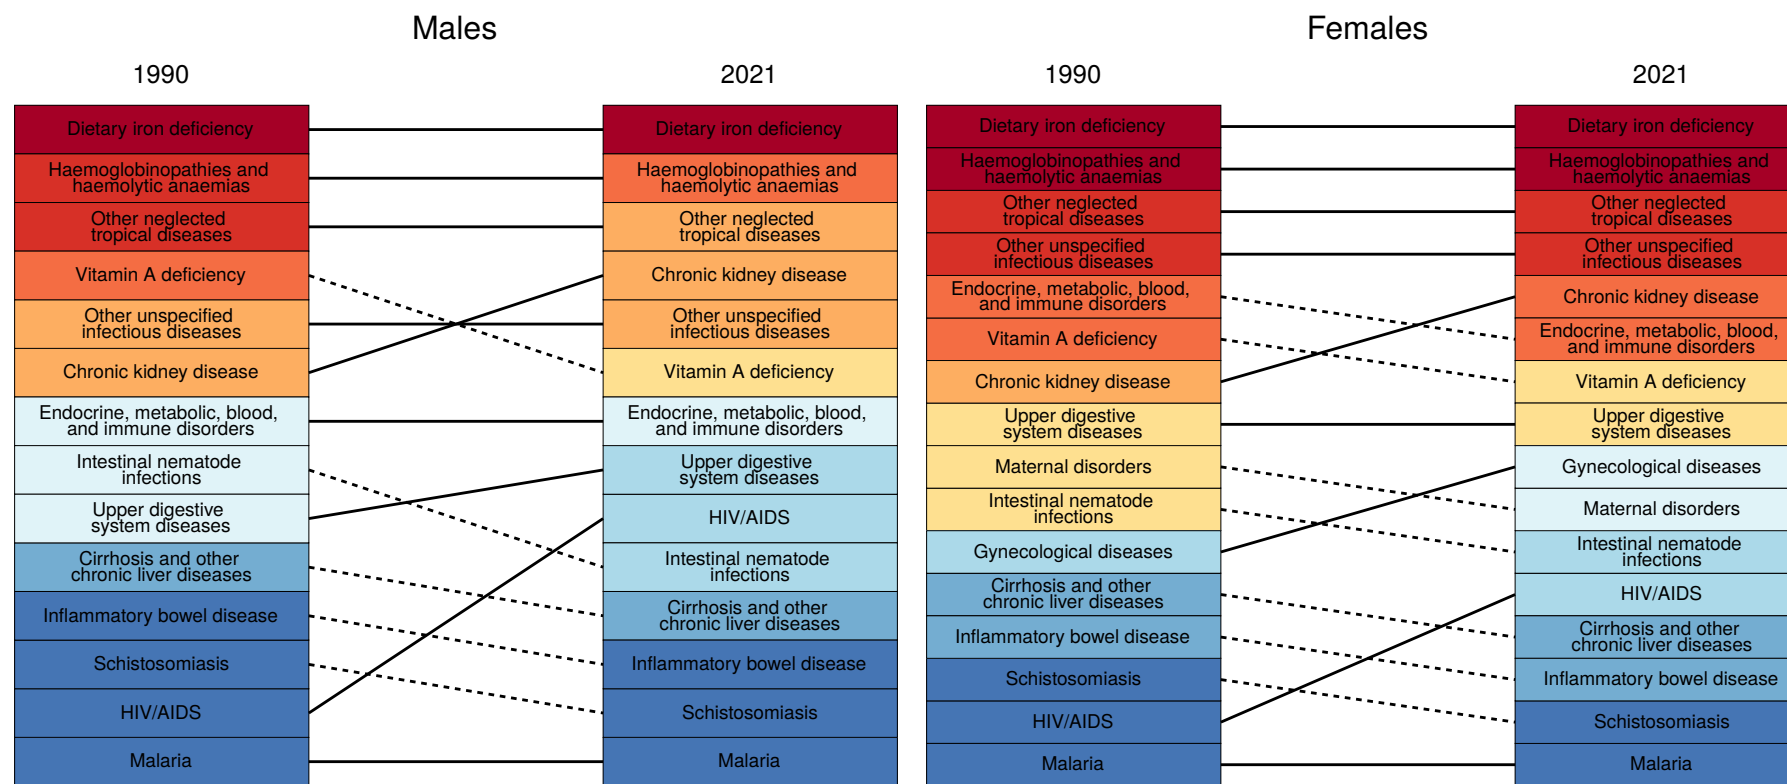 Males
1990
2021
Dietary iron deficiency
Haemoglobinopathies and
haemolytic anaemias
Other neglected
tropical diseases
Vitamin A deficiency
Other unspecified
infectious diseases
Chronic kidney disease
Endocrine, metabolic, blood,
and immune disorders
Intestinal nematode
infections
Upper digestive
system diseases
Cirrhosis and other
chronic liver diseases
Inflammatory bowel disease
Schistosomiasis
HIV/AIDS
Malaria
Dietary iron deficiency
Haemoglobinopathies and
haemolytic anaemias
Other neglected
tropical diseases
Chronic kidney disease
Other unspecified
infectious diseases
Vitamin A deficiency
Endocrine, metabolic, blood,
and immune disorders
Upper digestive
system diseases
HIV/AIDS
Intestinal nematode
infections
Cirrhosis and other
chronic liver diseases
Inflammatory bowel disease
Schistosomiasis
Malaria
Females
1990
2021
Dietary iron deficiency
Haemoglobinopathies and
haemolytic anaemias
Other neglected
tropical diseases
Other unspecified
infectious diseases
Endocrine, metabolic, blood,
and immune disorders
Vitamin A deficiency
Chronic kidney disease
Upper digestive
system diseases
Maternal disorders
Intestinal nematode
infections
Gynecological diseases
Cirrhosis and other
chronic liver diseases
Inflammatory bowel disease
Schistosomiasis
HIV/AIDS
Malaria
Dietary iron deficiency
Haemoglobinopathies and
haemolytic anaemias
Other neglected
tropical diseases
Other unspecified
infectious diseases
Chronic kidney disease
Endocrine, metabolic, blood,
and immune disorders
Vitamin A deficiency
Upper digestive
system diseases
Gynecological diseases
Maternal disorders
Intestinal nematode
infections
HIV/AIDS
Cirrhosis and other
chronic liver diseases
Inflammatory bowel disease
Schistosomiasis
Malaria